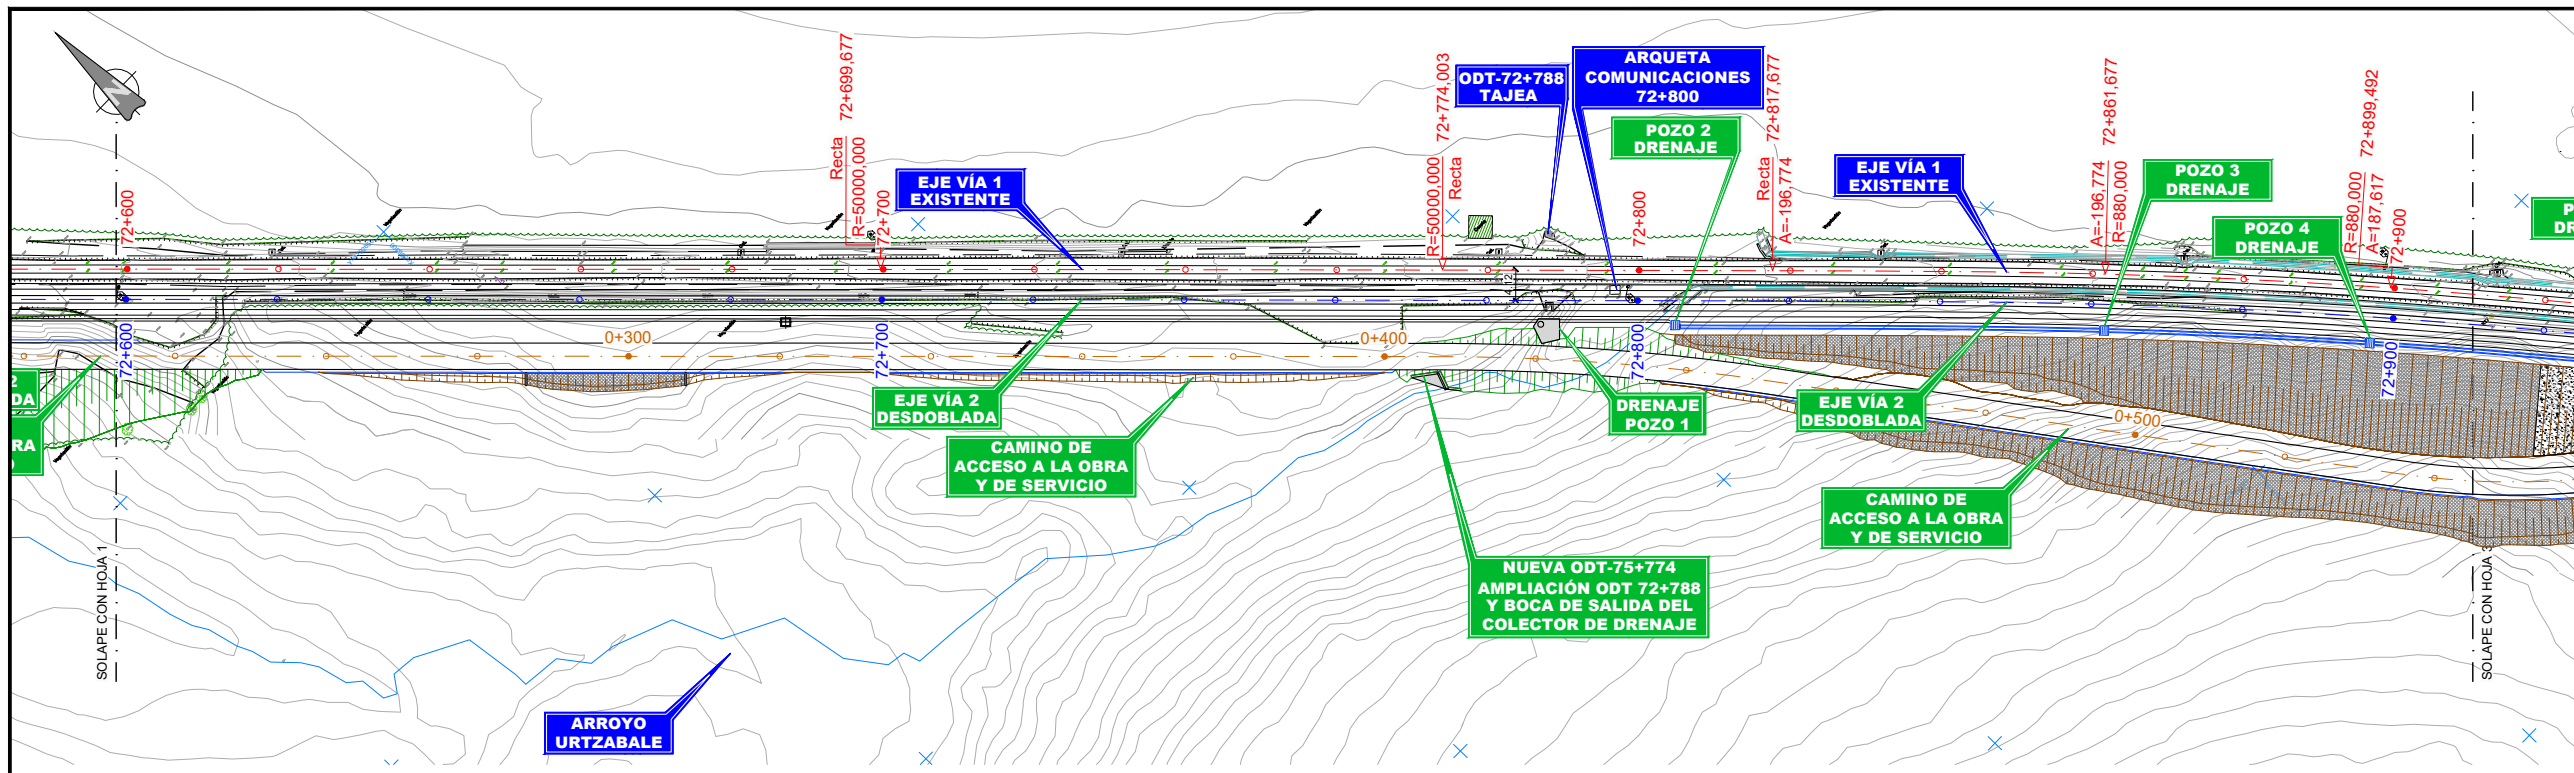 72+699,677
Recta
R=50000,000
72+774,003
R=50000,000
Recta
ODT-72+788
TAJEA
ARQUETA
COMUNICACIONES
72+800
POZO 2
DRENAJE
72+817,677
Recta
A=-196,774
72+861,677
A=-196,774
R=880,000
72+899,492
R=880,000
A=187,617
EJE VÍA 1
EXISTENTE
EJE VÍA 1
EXISTENTE
POZO 3
DRENAJE
POZO 4
DRENAJE
P
DR
N
72+600
72+700
72+800
72+900
4,12
72+600
72+700
72+800
72+900
0+300
0+400
0+500
2
DA
RA
EJE VÍA 2
DESDOBLADA
CAMINO DE
ACCESO A LA OBRA
Y DE SERVICIO
DRENAJE
POZO 1
EJE VÍA 2
DESDOBLADA
CAMINO DE
ACCESO A LA OBRA
Y DE SERVICIO
NUEVA ODT-75+774
AMPLIACIÓN ODT 72+788
Y BOCA DE SALIDA DEL
COLECTOR DE DRENAJE
SOLAPE CON HOJA 1
SOLAPE CON HOJA 3
ARROYO
URTZABALE